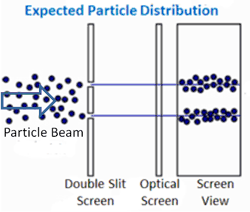 Expected Particle Distribution
Particle Beam
Double Slit Screen
Optical Screen
Screen View